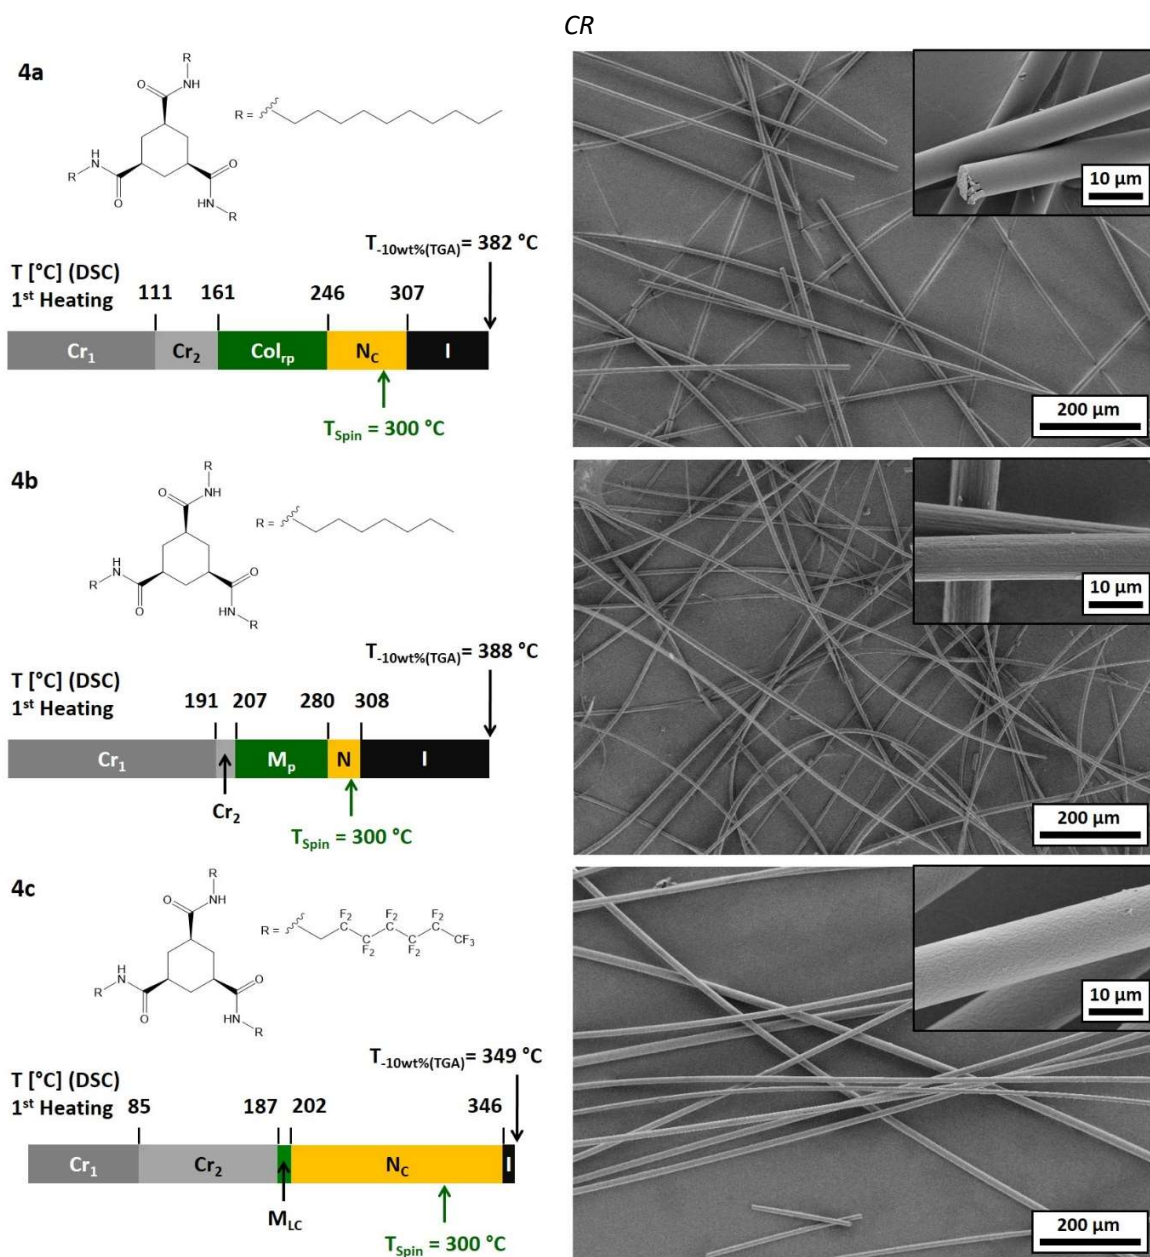 CR
4a
R
O
NH
R =
H
N
O
R
O
HN
R
T-10wt%(TGA)= 382 °C
T [°C] (DSC)
1st Heating
111 161 246 307
Cr1 Cr2 Colrp NC I
TSpin = 300 °C
10 µm
200 µm
4b
R
O
NH
R =
H
N
O
R
O
HN
R
T-10wt%(TGA)= 388 °C
T [°C] (DSC)
1st Heating
191 207 280 308
Cr1 Mp N I
Cr2
TSpin = 300 °C
10 µm
200 µm
4c
R
O
NH
R =
F2 F2 F2
C C C
C C CF3
F2 F2
H
N
O
R
O
HN
R
T-10wt%(TGA)= 349 °C
T [°C] (DSC)
1st Heating
85 187 202 346
Cr1 Cr2 NC I
MLC
TSpin = 300 °C
10 µm
200 µm